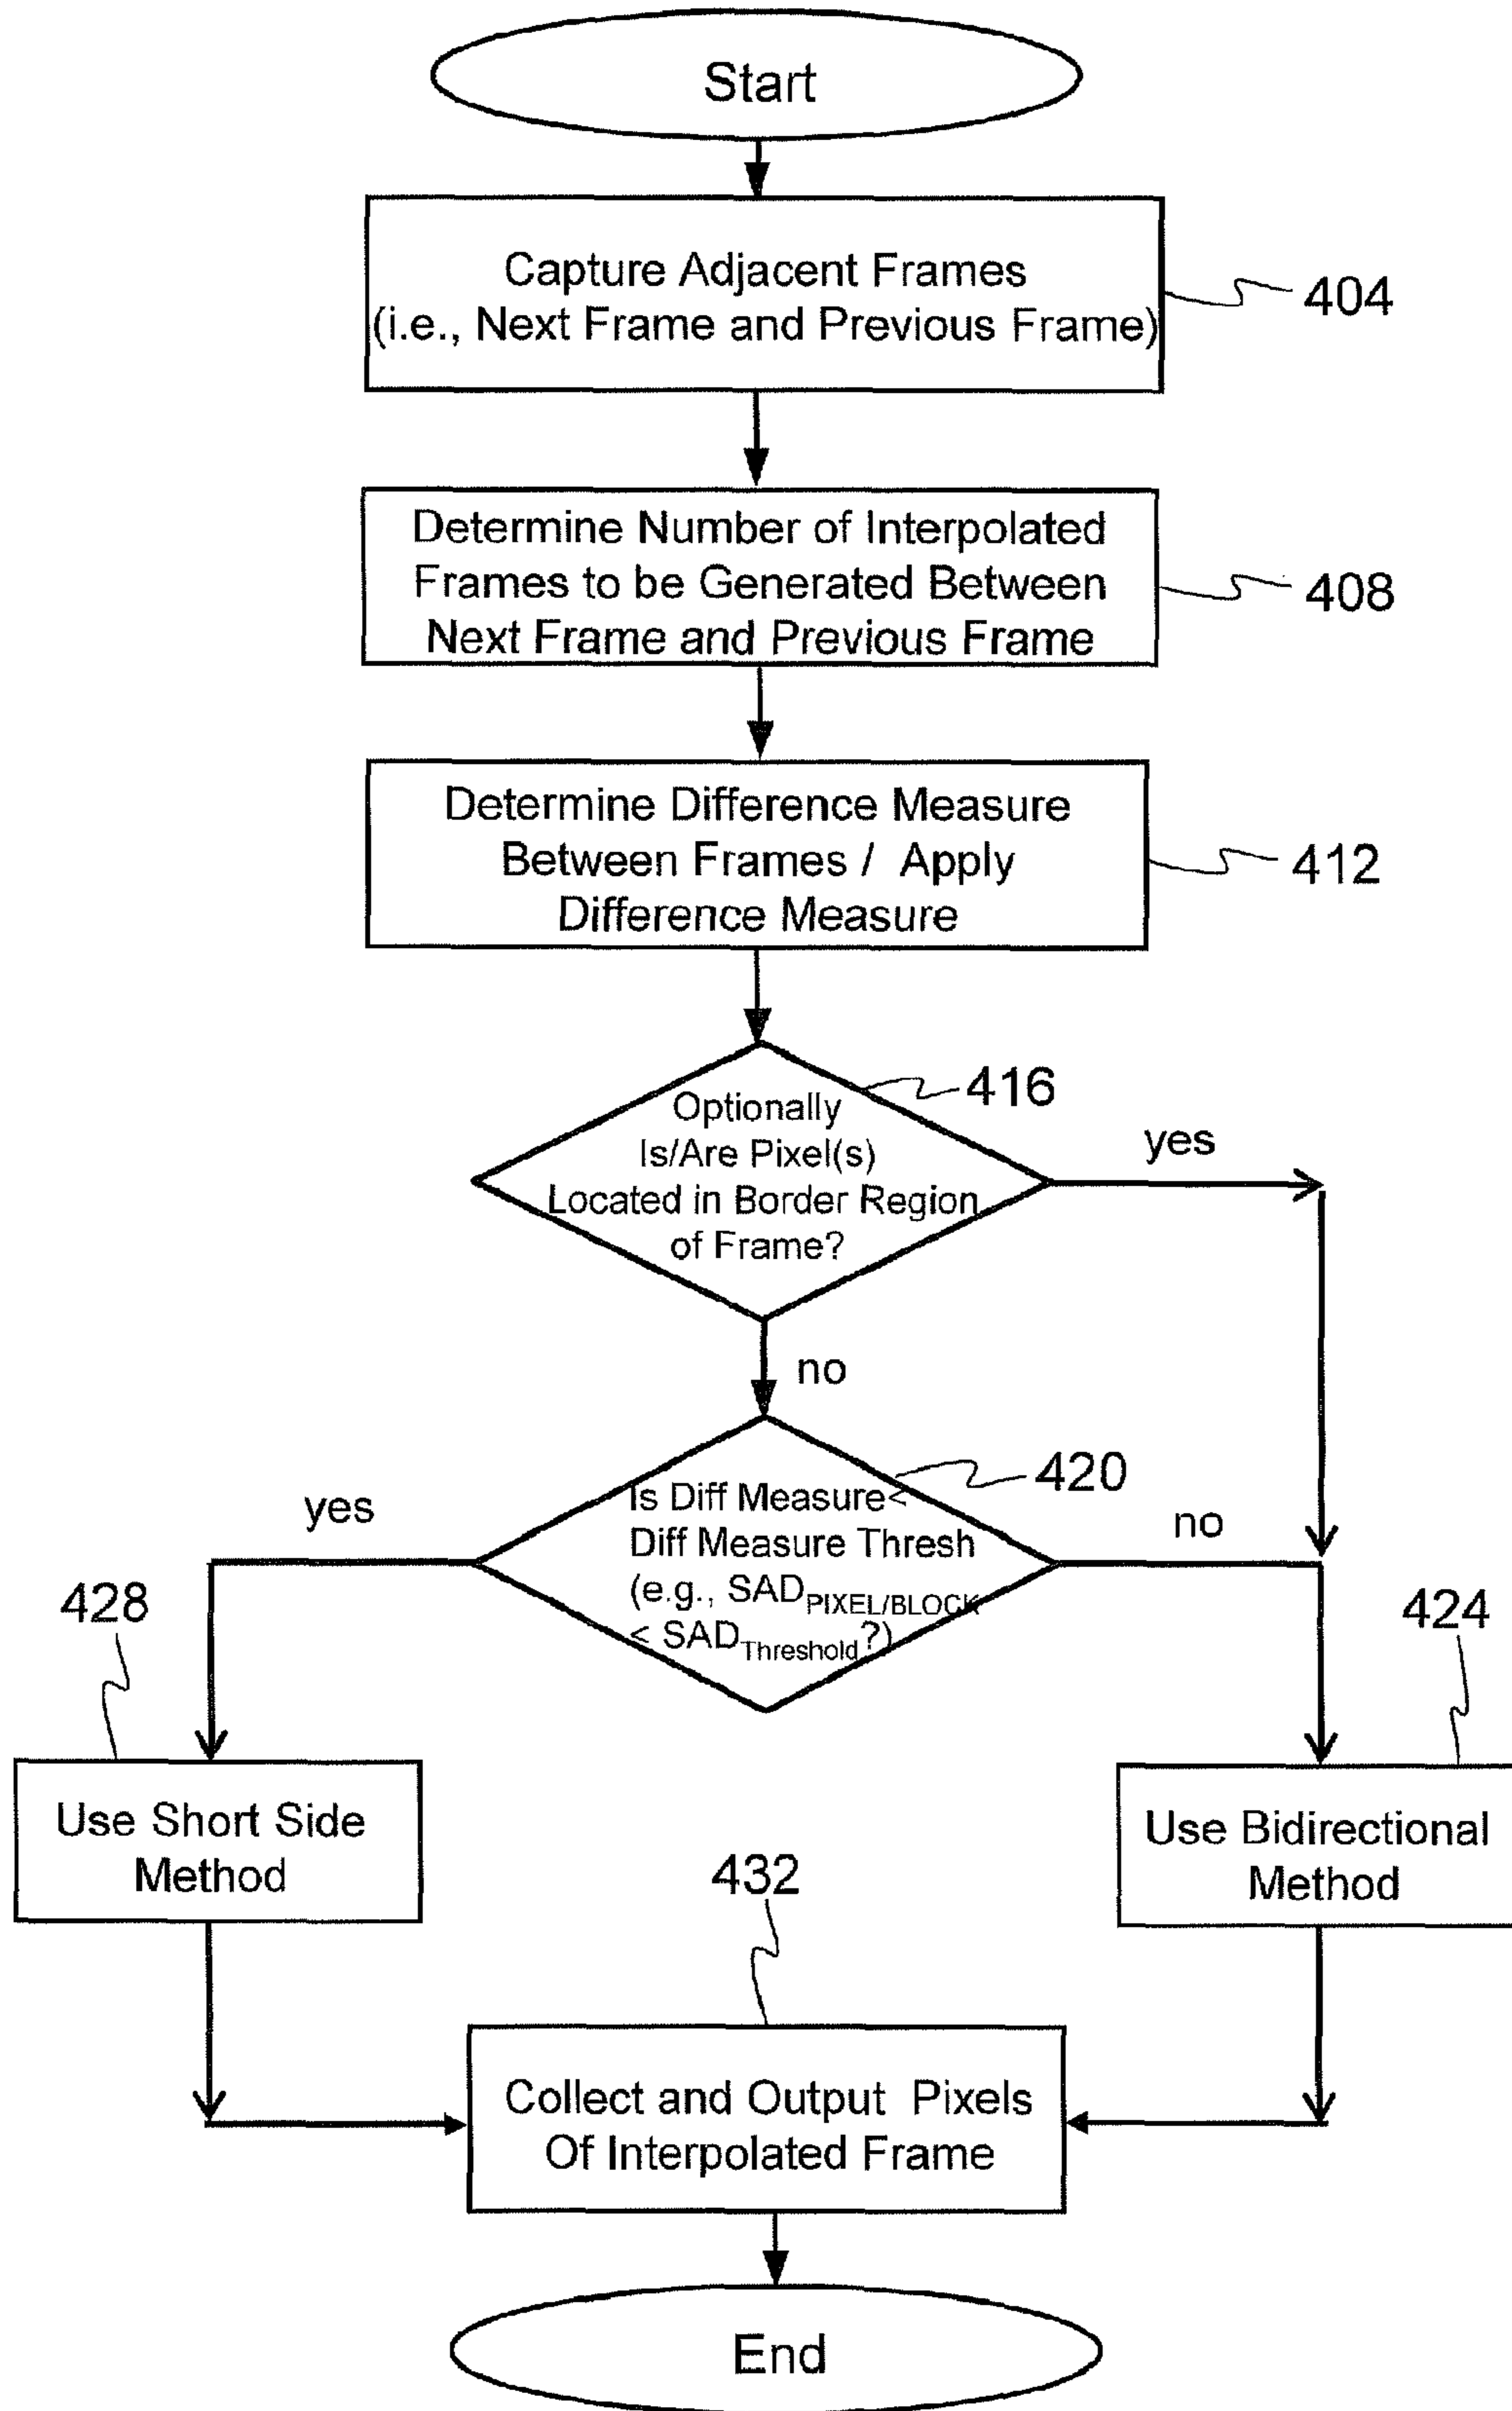 Start
Capture Adjacent Frames
(i.e., Next Frame and Previous Frame)
404
Determine Number of Interpolated
Frames to be Generated Between
Next Frame and Previous Frame
408
Determine Difference Measure
Between Frames / Apply
Difference Measure
412
416
Optionally
Is/Are Pixel(s)
Located in Border Region
of Frame?
yes
no
420
Is Diff Measure<
Diff Measure Thresh
(e.g., SADPIXEL/BLOCK
< SADThreshold?)
yes
no
428
424
Use Short Side
Method
Use Bidirectional
Method
432
Collect and Output Pixels
Of Interpolated Frame
End